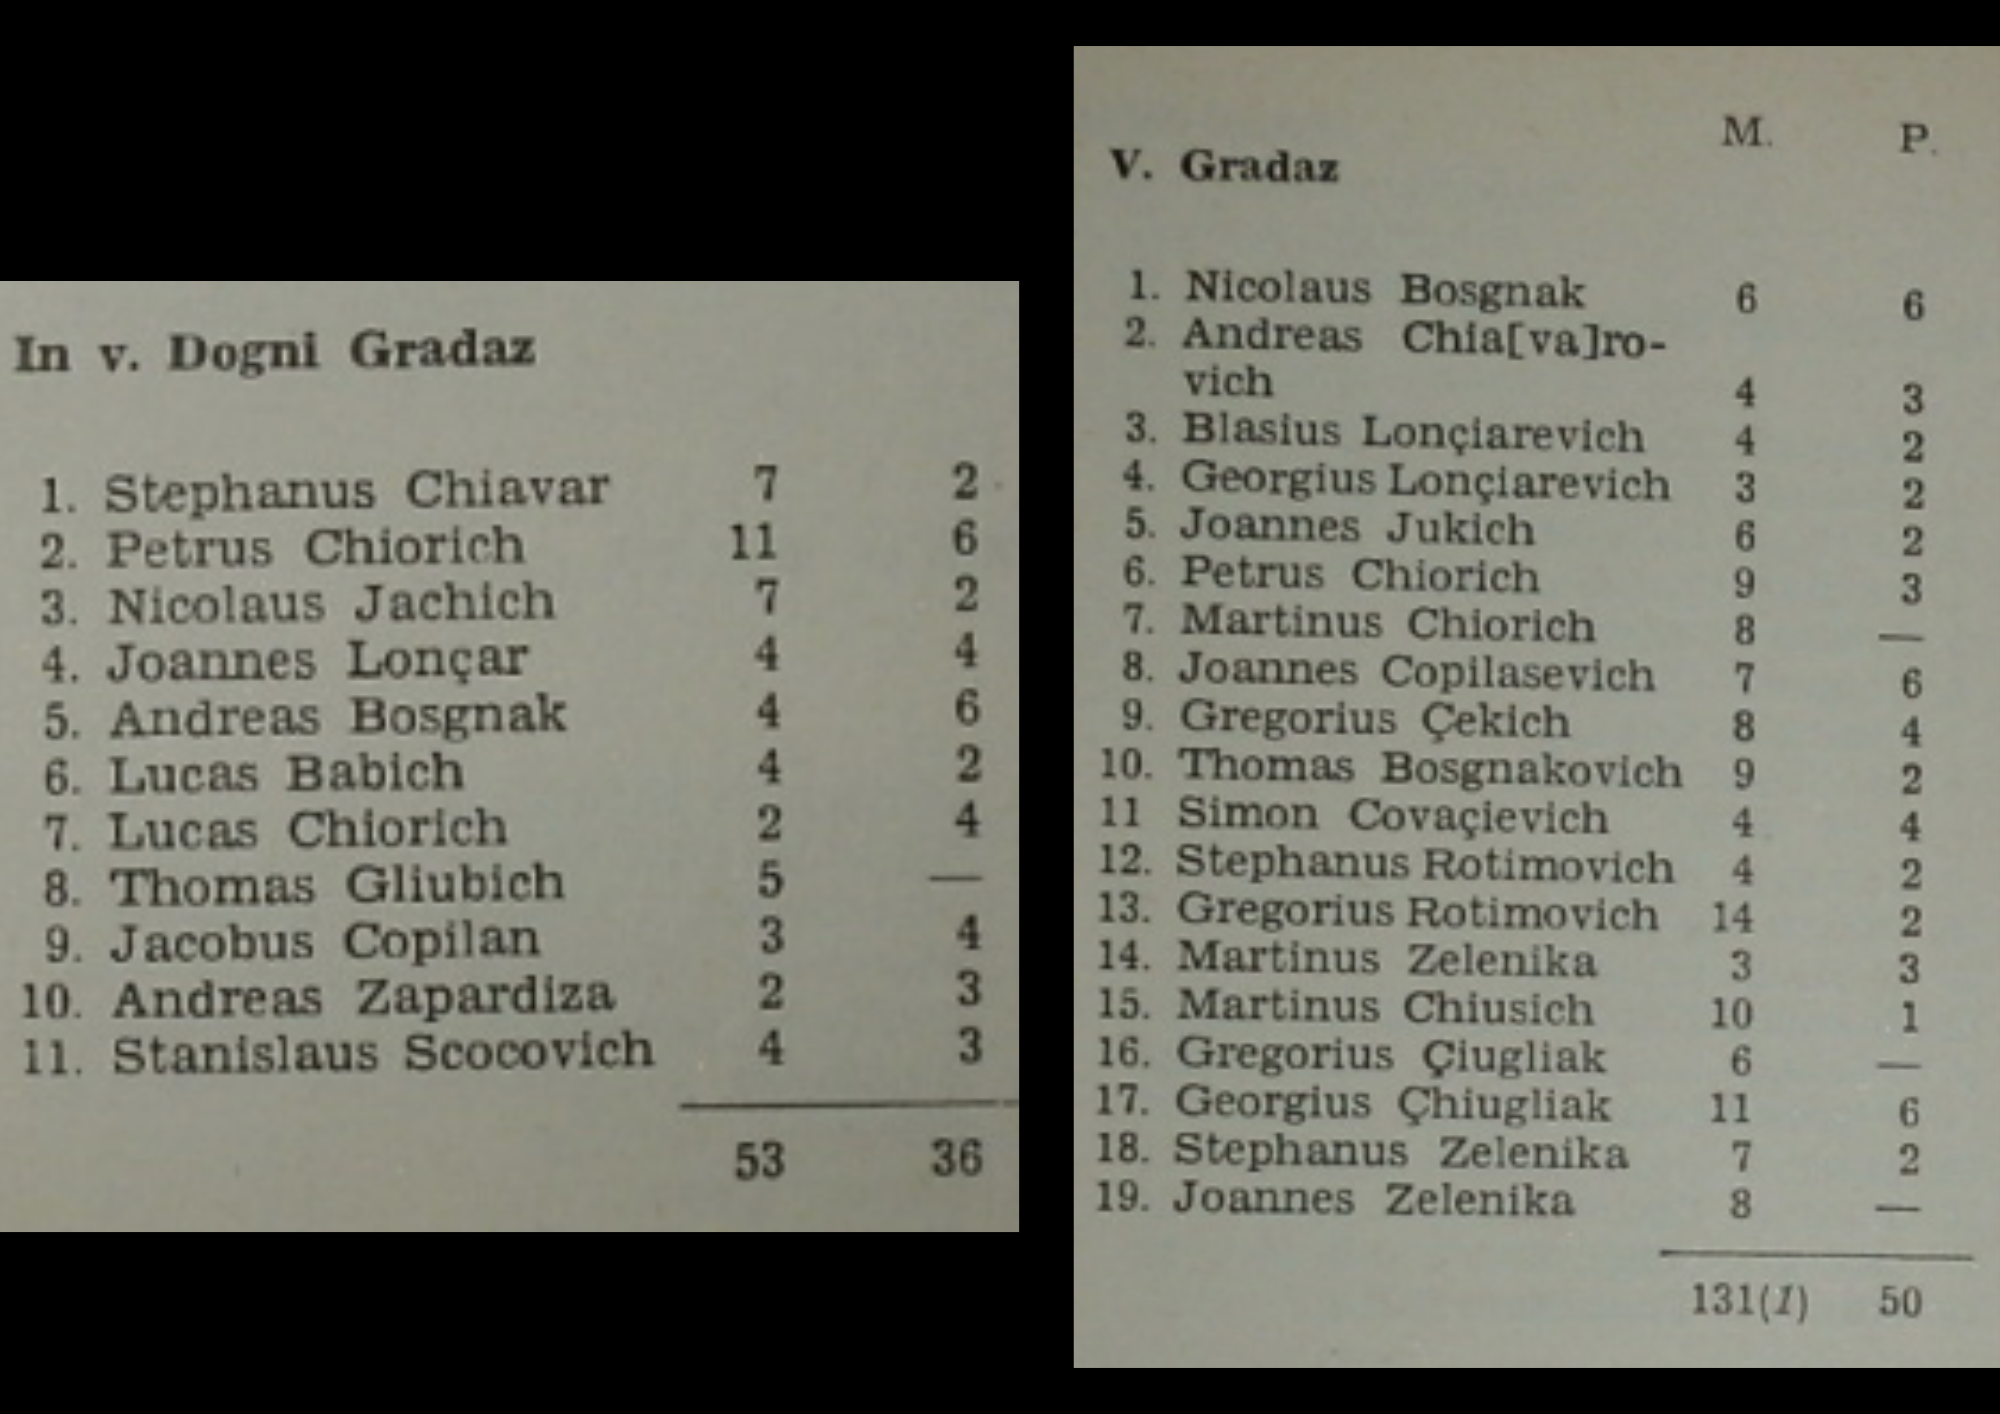 In v. Dogni Gradaz
1. Stephanus Chiavar 7 2
2. Petrus Chiorich 11 6
3. Nicolaus Jachich 7 2
4. Joannes Lonçar 4 4
5. Andreas Bosgnak 4 6
6. Lucas Babich 4 2
7. Lucas Chiorich 2 4
8. Thomas Gliubich 5 —
9. Jacobus Copilan 3 4
10. Andreas Zapardiza 2 3
11. Stanislaus Scocovich 4 3
53 36
M. P.
V. Gradaz
1. Nicolaus Bosgnak 6 6
2. Andreas Chia[va]ro-
vich 4 3
3. Blasius Lonçiarevich 4 2
4. Georgius Lonçiarevich 3 2
5. Joannes Jukich 6 2
6. Petrus Chiorich 9 3
7. Martinus Chiorich 8 —
8. Joannes Copilasevich 7 6
9. Gregorius Çekich 8 4
10. Thomas Bosgnakovich 9 2
11 Simon Covaçievich 4 4
12. Stephanus Rotimovich 4 2
13. Gregorius Rotimovich 14 2
14. Martinus Zelenika 3 3
15. Martinus Chiusich 10 1
16. Gregorius Çiugliak 6 —
17. Georgius Çhiugliak 11 6
18. Stephanus Zelenika 7 2
19. Joannes Zelenika 8 —
131(1) 50